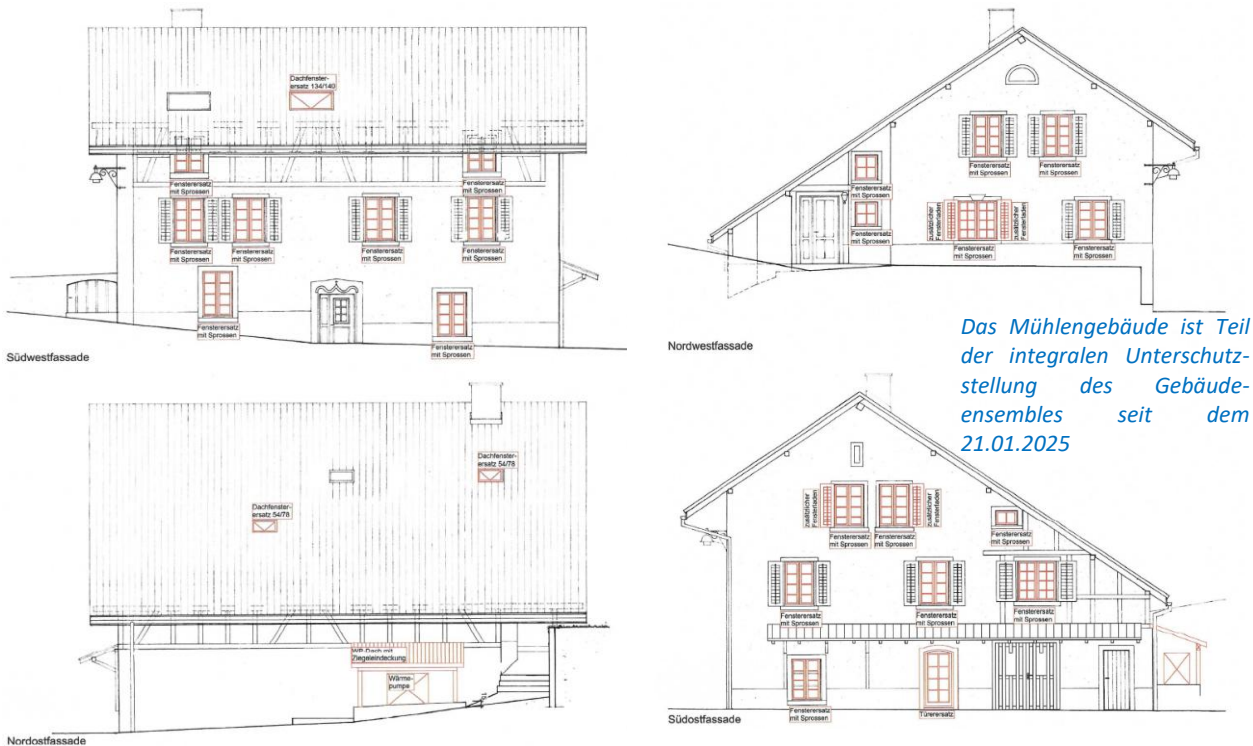 Dachfenster-
ersatz 134/140
Fensterersatz
mit Sprossen
Fensterersatz
mit Sprossen
Fensterersatz
mit Sprossen
Fensterersatz
mit Sprossen
Fensterersatz
mit Sprossen
Fensterersatz
mit Sprossen
Fensterersatz
mit Sprossen
Fensterersatz
mit Sprossen
Südwestfassade
Fensterersatz
mit Sprossen
Fensterersatz
mit Sprossen
Fensterersatz
mit Sprossen
Fensterersatz
mit Sprossen
zusätzlicher
Fensterladen
zusätzlicher
Fensterladen
Fensterersatz
mit Sprossen
Fensterersatz
mit Sprossen
Nordwestfassade
Das Mühlengebäude ist Teil
der integralen Unterschutz-
stellung des Gebäude-
ensembles seit dem
21.01.2025
Dachfenster-
ersatz 54/78
Dachfenster-
ersatz 54/78
WP-Dach mit
Ziegeleindeckung
Wärme-
pumpe
Nordostfassade
zusätzlicher
Fensterladen
zusätzlicher
Fensterladen
Fensterersatz
mit Sprossen
Fensterersatz
mit Sprossen
Fensterersatz
mit Sprossen
Fensterersatz
mit Sprossen
Fensterersatz
mit Sprossen
Fensterersatz
mit Sprossen
Fensterersatz
mit Sprossen
Türersatz
Südostfassade